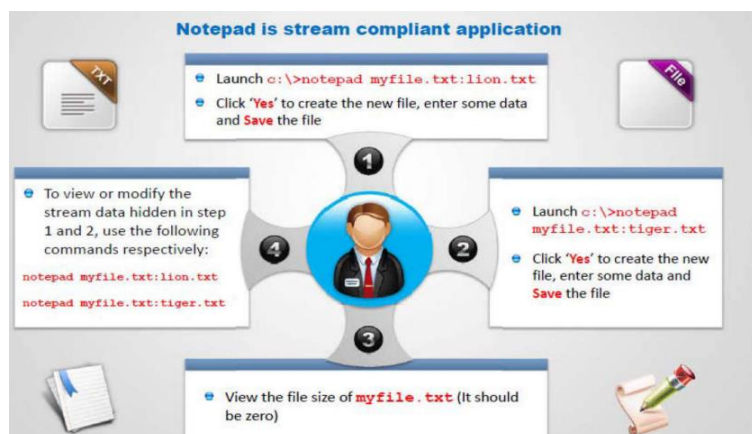 Notepad is stream compliant application
TXT
File
Launch c:\>notepad myfile.txt:lion.txt
Click ‘Yes’ to create the new file, enter some data
and Save the file
1
To view or modify the
stream data hidden in step
1 and 2, use the following
commands respectively:
notepad myfile.txt:lion.txt
notepad myfile.txt:tiger.txt
4
2
Launch c:\>notepad
myfile.txt:tiger.txt
Click ‘Yes’ to create the new
file, enter some data and
Save the file
3
View the file size of myfile.txt (It should
be zero)